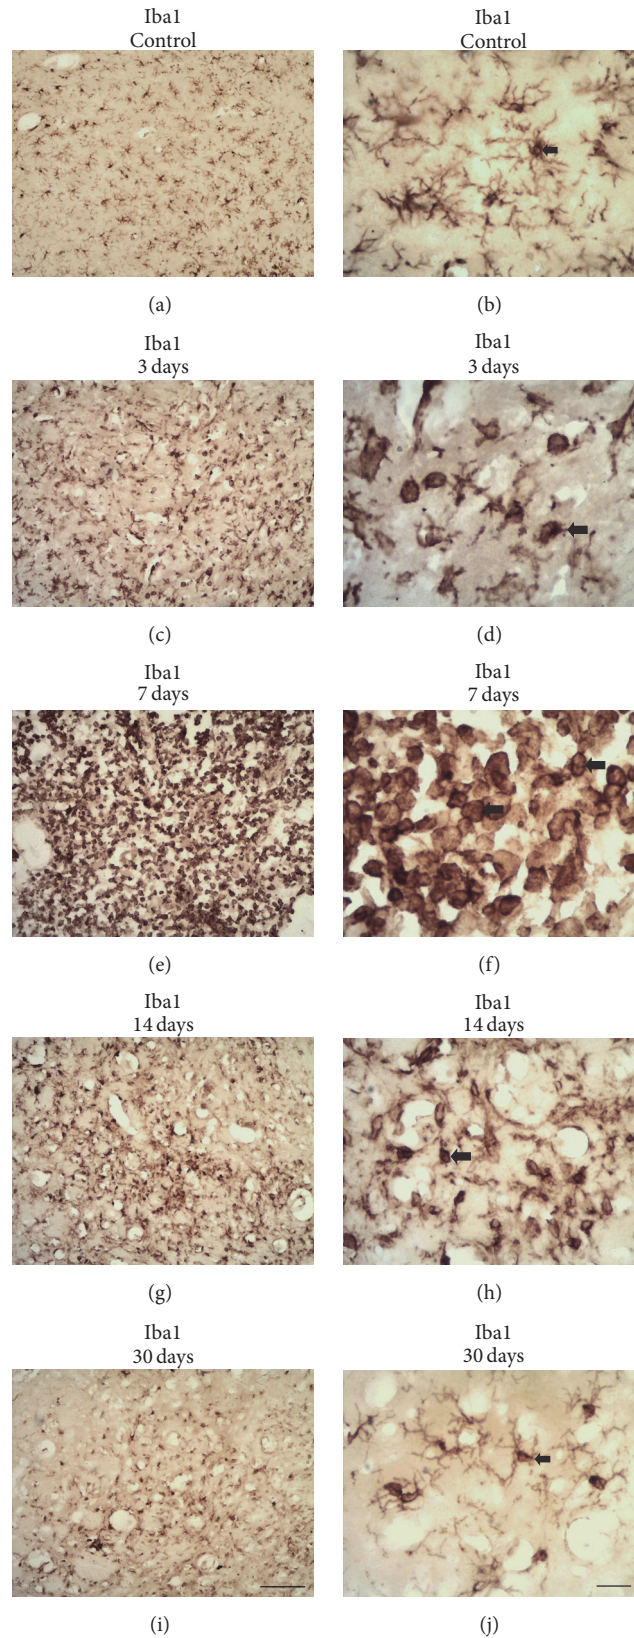 Iba1
Control
Iba1
Control
(a)
(b)
Iba1
3 days
Iba1
3 days
(c)
(d)
Iba1
7 days
Iba1
7 days
(e)
(f)
Iba1
14 days
Iba1
14 days
(g)
(h)
Iba1
30 days
Iba1
30 days
(i)
(j)